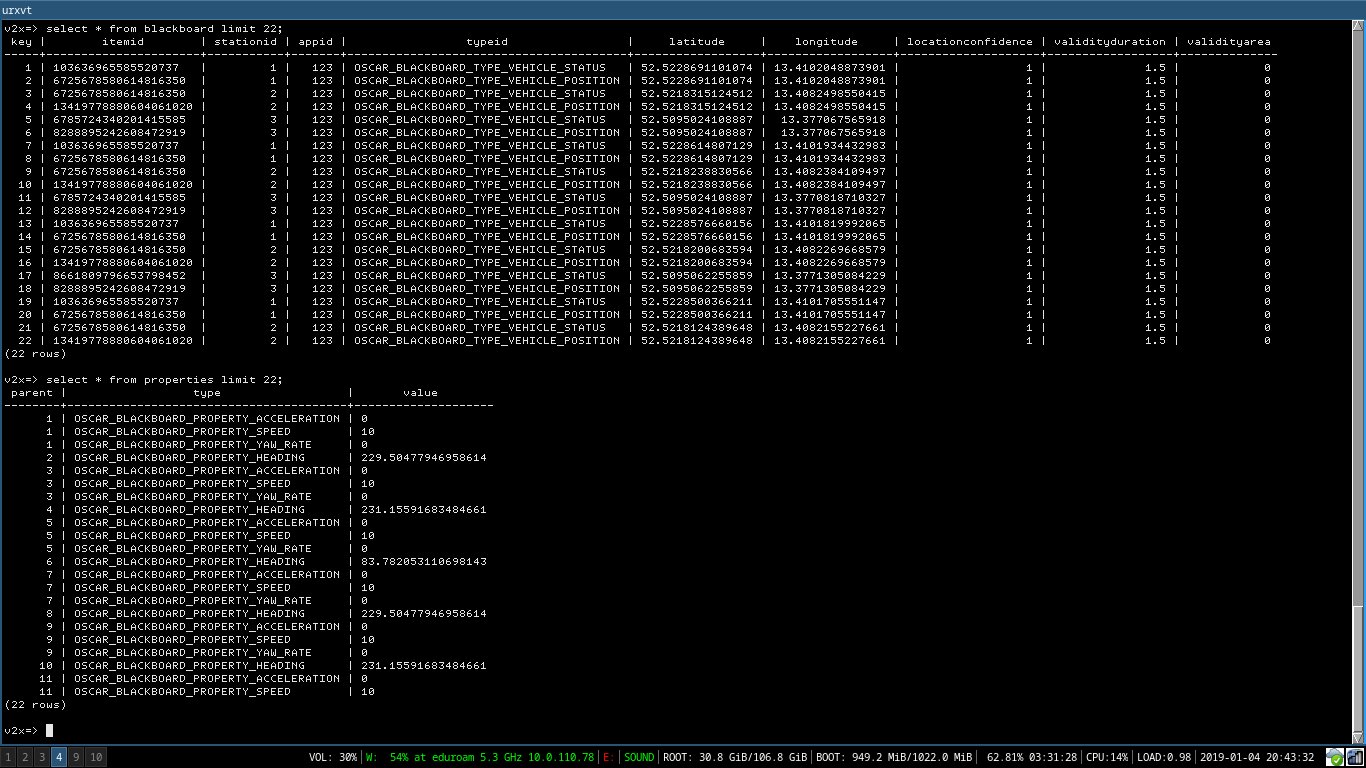 urxvt
v2x=> select * from blackboard limit 22;
key | itemid | stationid | appid | typeid | latitude | longitude | locationconfidence | validityduration | validityarea
1 | 103636965585520737 | 1 | 123 | OSCAR_BLACKBOARD_TYPE_VEHICLE_STATUS | 52.5228691101074 | 13.4102048873901 | 1 | 1.5 | 0
2 | 6725678580614816350 | 1 | 123 | OSCAR_BLACKBOARD_TYPE_VEHICLE_POSITION | 52.5228691101074 | 13.4102048873901 | 1 | 1.5 | 0
3 | 6725678580614816350 | 2 | 123 | OSCAR_BLACKBOARD_TYPE_VEHICLE_STATUS | 52.5218315124512 | 13.4082498550415 | 1 | 1.5 | 0
4 | 13419778880604061020 | 2 | 123 | OSCAR_BLACKBOARD_TYPE_VEHICLE_POSITION | 52.5218315124512 | 13.4082498550415 | 1 | 1.5 | 0
5 | 6785724340201415585 | 3 | 123 | OSCAR_BLACKBOARD_TYPE_VEHICLE_STATUS | 52.5095024108887 | 13.377067565918 | 1 | 1.5 | 0
6 | 8288895242608472919 | 3 | 123 | OSCAR_BLACKBOARD_TYPE_VEHICLE_POSITION | 52.5095024108887 | 13.377067565918 | 1 | 1.5 | 0
7 | 103636965585520737 | 1 | 123 | OSCAR_BLACKBOARD_TYPE_VEHICLE_STATUS | 52.5228614807129 | 13.4101934432983 | 1 | 1.5 | 0
8 | 6725678580614816350 | 1 | 123 | OSCAR_BLACKBOARD_TYPE_VEHICLE_POSITION | 52.5228614807129 | 13.4101934432983 | 1 | 1.5 | 0
9 | 6725678580614816350 | 2 | 123 | OSCAR_BLACKBOARD_TYPE_VEHICLE_STATUS | 52.5218238830566 | 13.4082384109497 | 1 | 1.5 | 0
10 | 13419778880604061020 | 2 | 123 | OSCAR_BLACKBOARD_TYPE_VEHICLE_POSITION | 52.5218238830566 | 13.4082384109497 | 1 | 1.5 | 0
11 | 6785724340201415585 | 3 | 123 | OSCAR_BLACKBOARD_TYPE_VEHICLE_STATUS | 52.5095024108887 | 13.3770818710327 | 1 | 1.5 | 0
12 | 8288895242608472919 | 3 | 123 | OSCAR_BLACKBOARD_TYPE_VEHICLE_POSITION | 52.5095024108887 | 13.3770818710327 | 1 | 1.5 | 0
13 | 103636965585520737 | 1 | 123 | OSCAR_BLACKBOARD_TYPE_VEHICLE_STATUS | 52.5228576660156 | 13.4101819992065 | 1 | 1.5 | 0
14 | 6725678580614816350 | 1 | 123 | OSCAR_BLACKBOARD_TYPE_VEHICLE_POSITION | 52.5228576660156 | 13.4101819992065 | 1 | 1.5 | 0
15 | 6725678580614816350 | 2 | 123 | OSCAR_BLACKBOARD_TYPE_VEHICLE_STATUS | 52.5218200683594 | 13.4082269668579 | 1 | 1.5 | 0
16 | 13419778880604061020 | 2 | 123 | OSCAR_BLACKBOARD_TYPE_VEHICLE_POSITION | 52.5218200683594 | 13.4082269668579 | 1 | 1.5 | 0
17 | 8661809796653798452 | 3 | 123 | OSCAR_BLACKBOARD_TYPE_VEHICLE_STATUS | 52.5095062255859 | 13.3771305084229 | 1 | 1.5 | 0
18 | 8288895242608472919 | 3 | 123 | OSCAR_BLACKBOARD_TYPE_VEHICLE_POSITION | 52.5095062255859 | 13.3771305084229 | 1 | 1.5 | 0
19 | 103636965585520737 | 1 | 123 | OSCAR_BLACKBOARD_TYPE_VEHICLE_STATUS | 52.5228500366211 | 13.4101705551147 | 1 | 1.5 | 0
20 | 6725678580614816350 | 1 | 123 | OSCAR_BLACKBOARD_TYPE_VEHICLE_POSITION | 52.5228500366211 | 13.4101705551147 | 1 | 1.5 | 0
21 | 6725678580614816350 | 2 | 123 | OSCAR_BLACKBOARD_TYPE_VEHICLE_STATUS | 52.5218124389648 | 13.4082155227661 | 1 | 1.5 | 0
22 | 13419778880604061020 | 2 | 123 | OSCAR_BLACKBOARD_TYPE_VEHICLE_POSITION | 52.5218124389648 | 13.4082155227661 | 1 | 1.5 | 0
(22 rows)
v2x=> select * from properties limit 22;
parent | type | value
1 | OSCAR_BLACKBOARD_PROPERTY_ACCELERATION | 0
1 | OSCAR_BLACKBOARD_PROPERTY_SPEED | 10
1 | OSCAR_BLACKBOARD_PROPERTY_YAW_RATE | 0
2 | OSCAR_BLACKBOARD_PROPERTY_HEADING | 229.50477946958614
3 | OSCAR_BLACKBOARD_PROPERTY_ACCELERATION | 0
3 | OSCAR_BLACKBOARD_PROPERTY_SPEED | 10
3 | OSCAR_BLACKBOARD_PROPERTY_YAW_RATE | 0
4 | OSCAR_BLACKBOARD_PROPERTY_HEADING | 231.15591683484661
5 | OSCAR_BLACKBOARD_PROPERTY_ACCELERATION | 0
5 | OSCAR_BLACKBOARD_PROPERTY_SPEED | 10
5 | OSCAR_BLACKBOARD_PROPERTY_YAW_RATE | 0
6 | OSCAR_BLACKBOARD_PROPERTY_HEADING | 83.782053110698143
7 | OSCAR_BLACKBOARD_PROPERTY_ACCELERATION | 0
7 | OSCAR_BLACKBOARD_PROPERTY_SPEED | 10
7 | OSCAR_BLACKBOARD_PROPERTY_YAW_RATE | 0
8 | OSCAR_BLACKBOARD_PROPERTY_HEADING | 229.50477946958614
9 | OSCAR_BLACKBOARD_PROPERTY_ACCELERATION | 0
9 | OSCAR_BLACKBOARD_PROPERTY_SPEED | 10
9 | OSCAR_BLACKBOARD_PROPERTY_YAW_RATE | 0
10 | OSCAR_BLACKBOARD_PROPERTY_HEADING | 231.15591683484661
11 | OSCAR_BLACKBOARD_PROPERTY_ACCELERATION | 0
11 | OSCAR_BLACKBOARD_PROPERTY_SPEED | 10
(22 rows)
v2x=>
1 2 3 4 9 10 VOL: 30%|W: 54% at eduroam 5.3 GHz 10.0.110.78|E:|SOUND|ROOT: 30.8 GiB/106.8 GiB|BOOT: 949.2 MiB/1022.0 MiB| 62.81% 03:31:28|CPU:14%|LOAD:0.98|2019-01-04 20:43:32